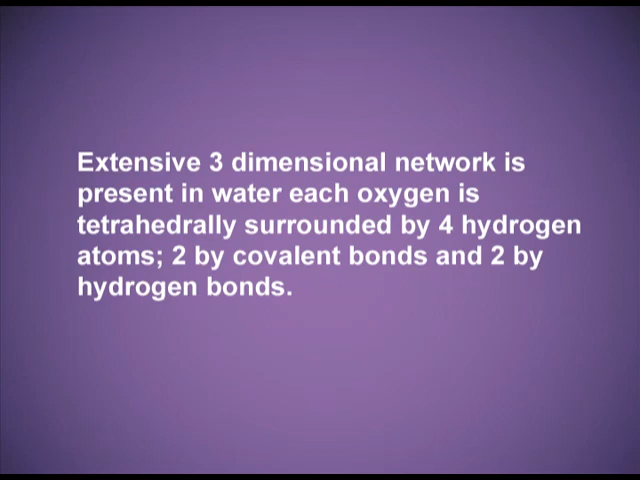 Extensive 3 dimensional network is
present in water each oxygen is
tetrahedrally surrounded by 4 hydrogen
atoms; 2 by covalent bonds and 2 by
hydrogen bonds.